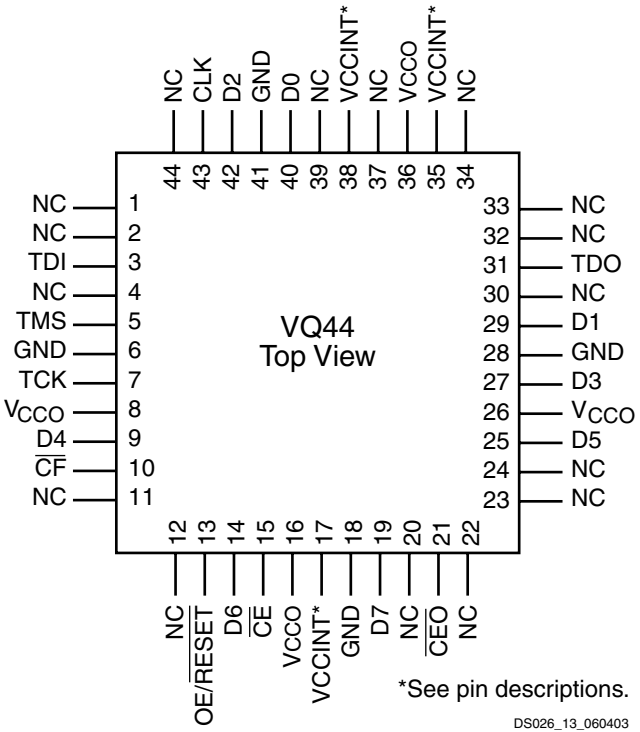 NC CLK D2 GND D0 NC VCCINT* NC VCCO VCCINT* NC
44 43 42 41 40 39 38 37 36 35 34
NC 1 33 NC
NC 2 32 NC
TDI 3 31 TDO
NC 4 30 NC
TMS 5 29 D1
GND 6 28 GND
TCK 7 27 D3
VCCO 8 26 VCCO
D4 9 25 D5
CF 10 24 NC
NC 11 23 NC
VQ44
Top View
12 13 14 15 16 17 18 19 20 21 22
NC OE/RESET D6 CE VCCO VCCINT* GND D7 NC CEO NC
*See pin descriptions.
DS026_13_060403